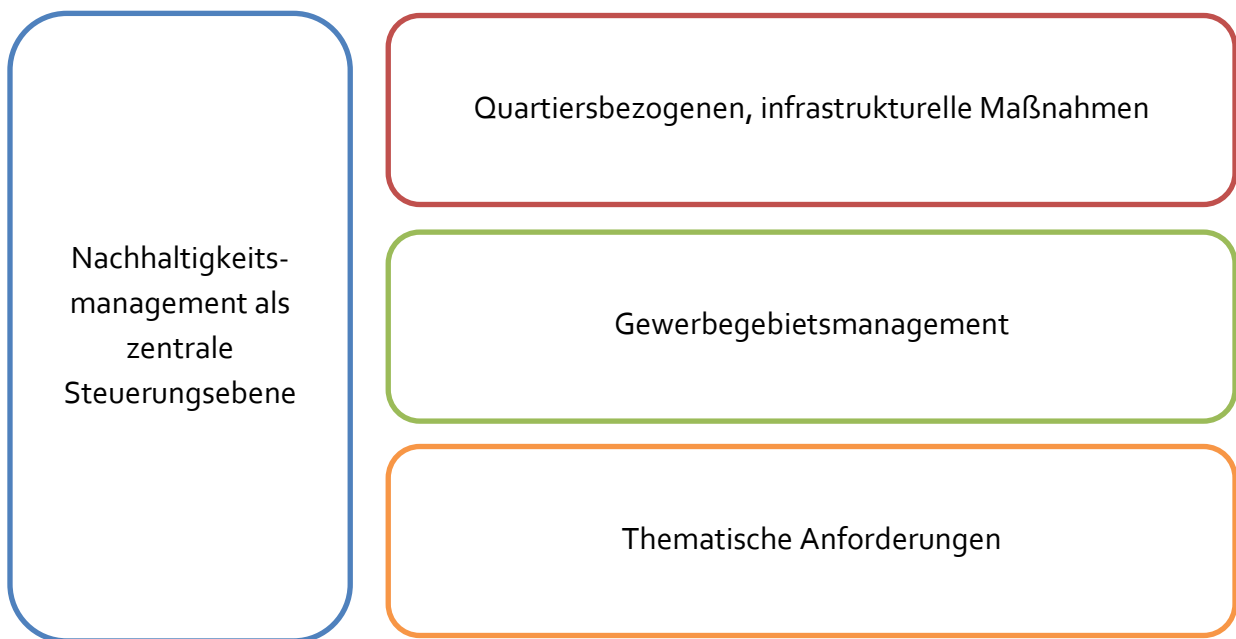 Nachhaltigkeits-
management als
zentrale
Steuerungsebene
Quartiersbezogenen, infrastrukturelle Maßnahmen
Gewerbegebietsmanagement
Thematische Anforderungen